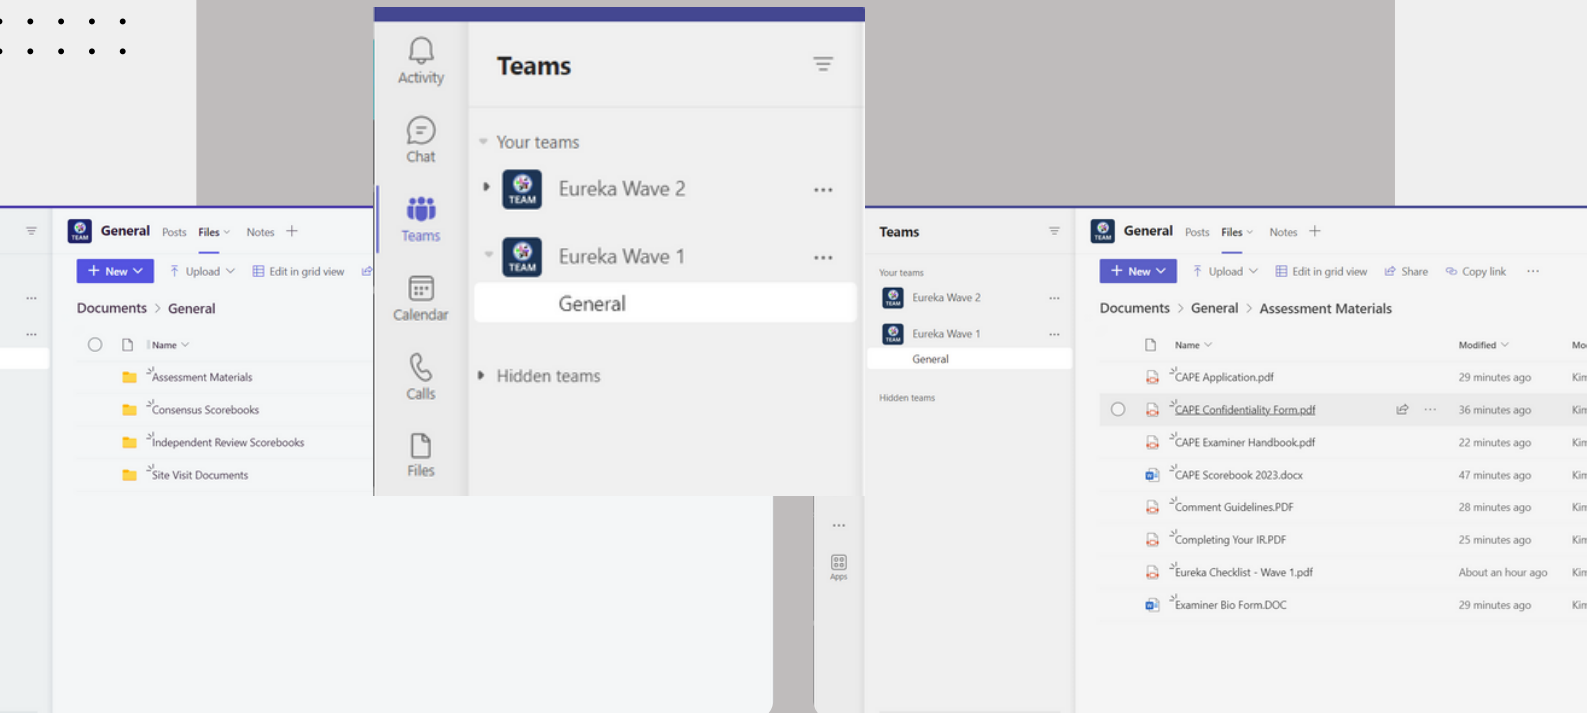 Activity
Chat
Teams
Calendar
Calls
Files
Teams
Your teams
TEAM
Eureka Wave 2
...
TEAM
Eureka Wave 1
...
General
Hidden teams
TEAM
General Posts Files Notes
New Upload Edit in grid view
Documents > General
Name
Assessment Materials
Consensus Scorebooks
Independent Review Scorebooks
Site Visit Documents
...
Apps
Teams
Your teams
TEAM Eureka Wave 2 ...
TEAM Eureka Wave 1 ...
General
Hidden teams
TEAM
General Posts Files Notes
New Upload Edit in grid view Share Copy link ...
Documents > General > Assessment Materials
Name Modified
CAPE Application.pdf 29 minutes ago
CAPE Confidentiality Form.pdf ... 36 minutes ago
CAPE Examiner Handbook.pdf 22 minutes ago
CAPE Scorebook 2023.docx 47 minutes ago
Comment Guidelines.PDF 28 minutes ago
Completing Your IR.PDF 25 minutes ago
Eureka Checklist - Wave 1.pdf About an hour ago
Examiner Bio Form.DOC 29 minutes ago